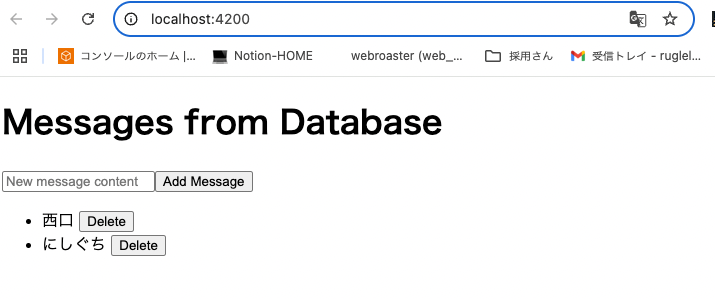 localhost:4200
コンソールのホーム |... Notion-HOME webroaster (web_... 採用さん 受信トレイ - ruglel...
Messages from Database
New message content Add Message
西口 Delete
にしぐち Delete